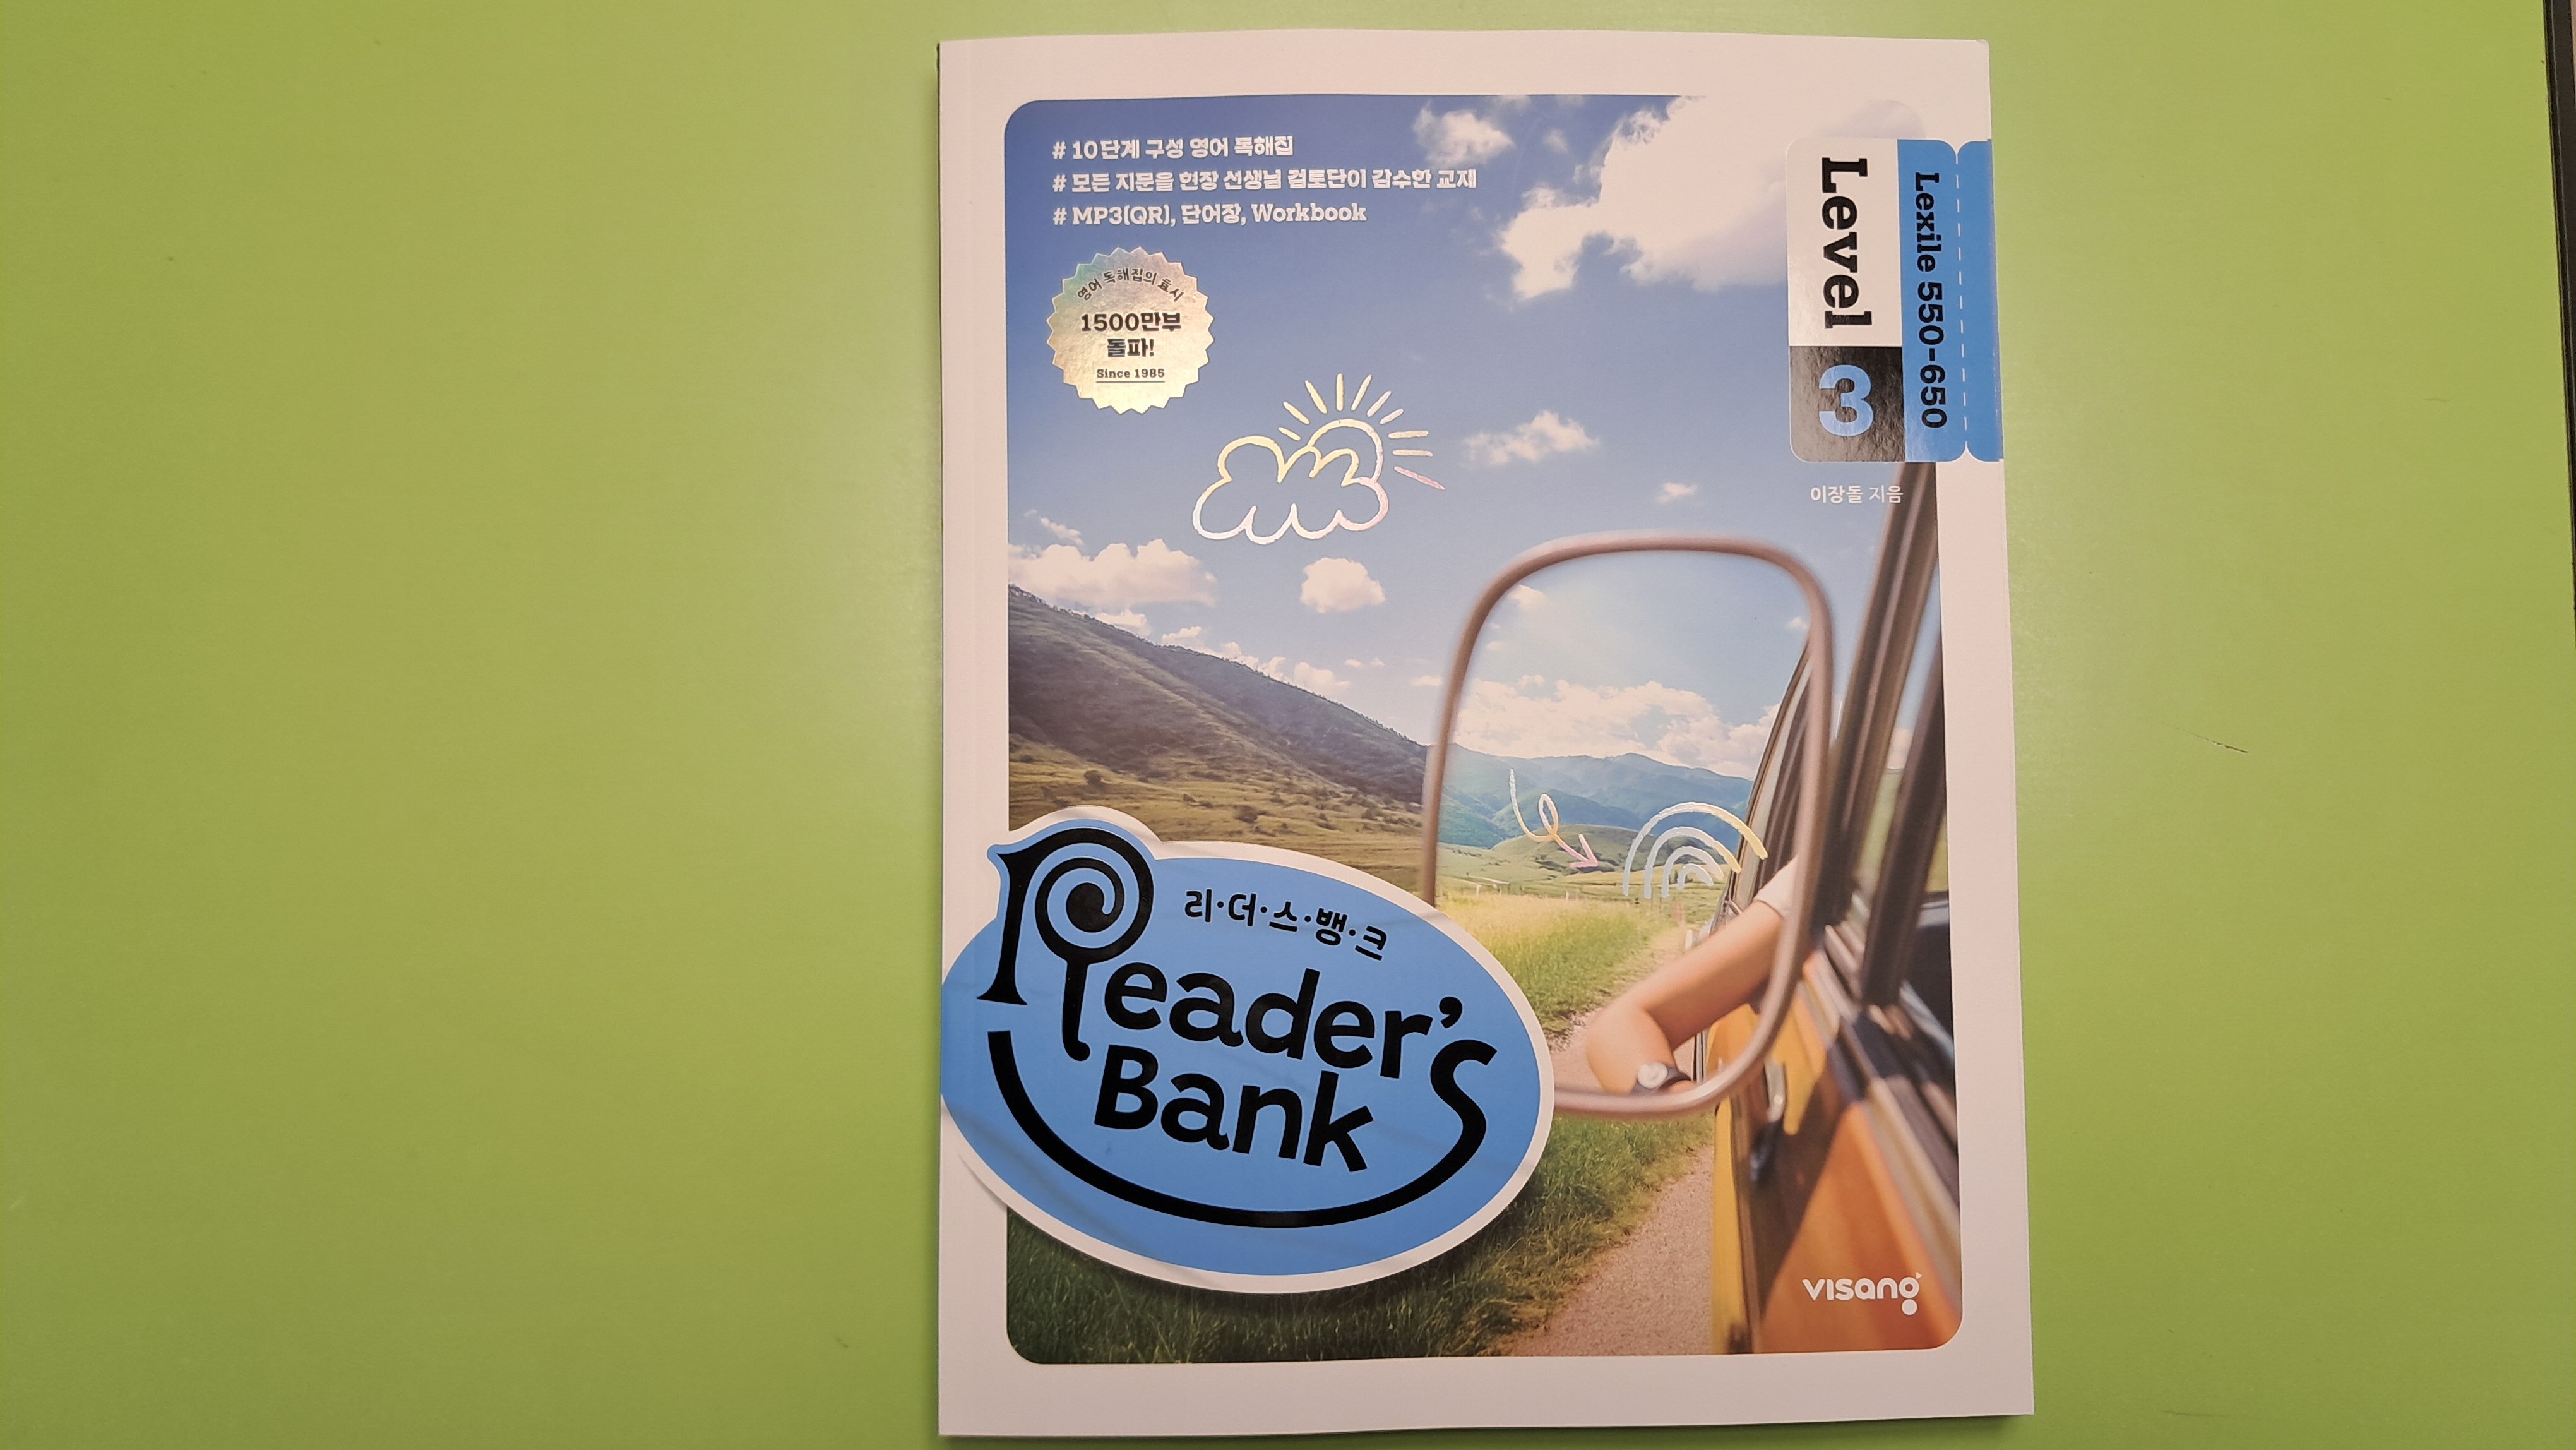 # 10단계 구성 영어 독해집
# 모든 지문을 현장 선생님 검토단이 감수한 교재
# MP3(QR), 단어장, Workbook
영어 독해집의 효시
1500만부
돌파!
Since 1985
Level 3
Lexile 550-650
이장돌 지음
리·더·스·뱅·크
Reader's
Bank
visang